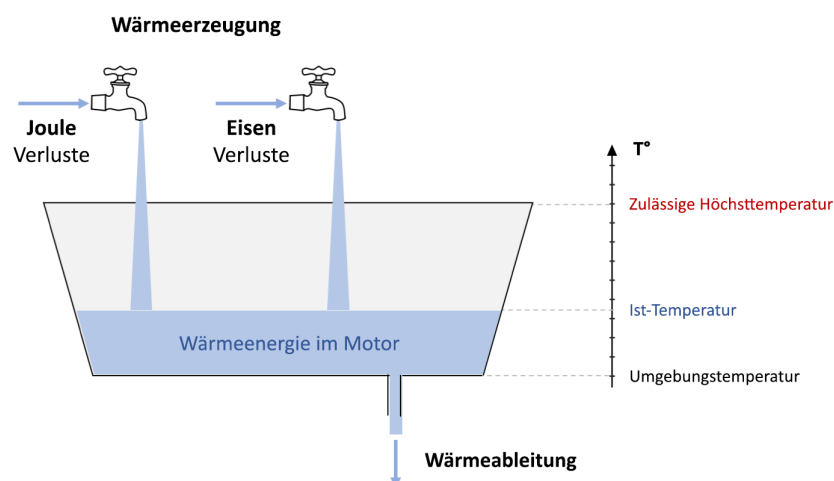 Wärmeerzeugung
Joule
Verluste
Eisen
Verluste
T°
Zulässige Höchsttemperatur
Ist-Temperatur
Wärmeenergie im Motor
Umgebungstemperatur
Wärmeableitung